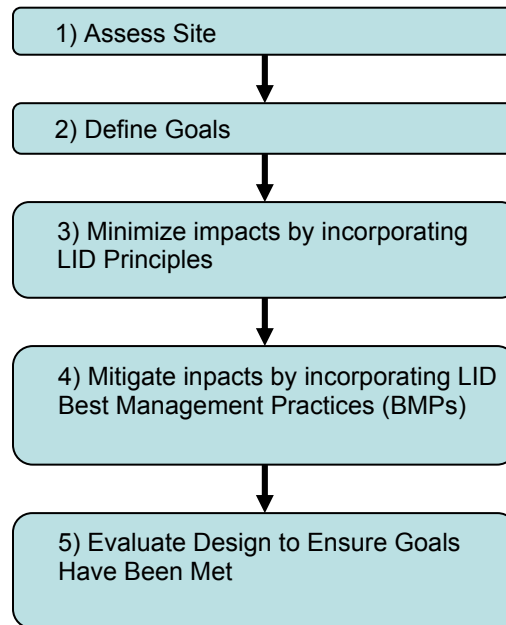 1) Assess Site
2) Define Goals
3) Minimize impacts by incorporating
LID Principles
4) Mitigate inpacts by incorporating LID
Best Management Practices (BMPs)
5) Evaluate Design to Ensure Goals
Have Been Met